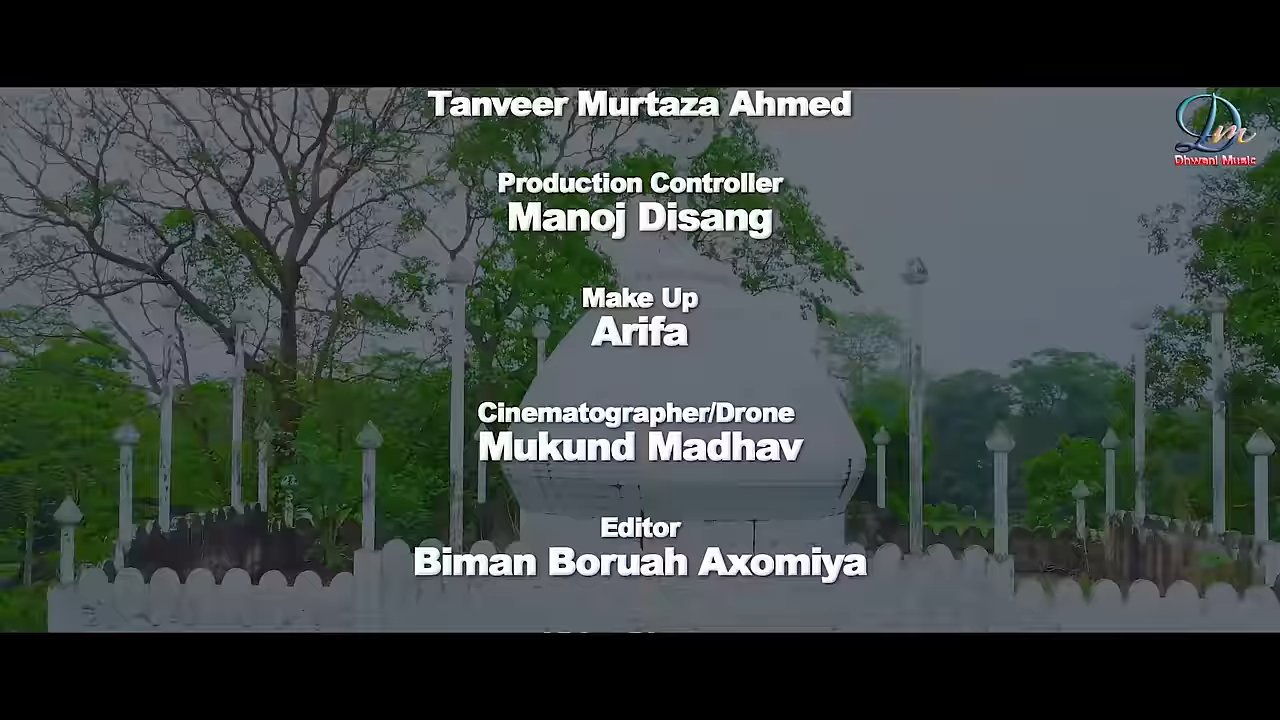 Tanveer Murtaza Ahmed
Dm
Dhwani Music
Production Controller
Manoj Disang
Make Up
Arifa
Cinematographer/Drone
Mukund Madhav
Editor
Biman Boruah Axomiya